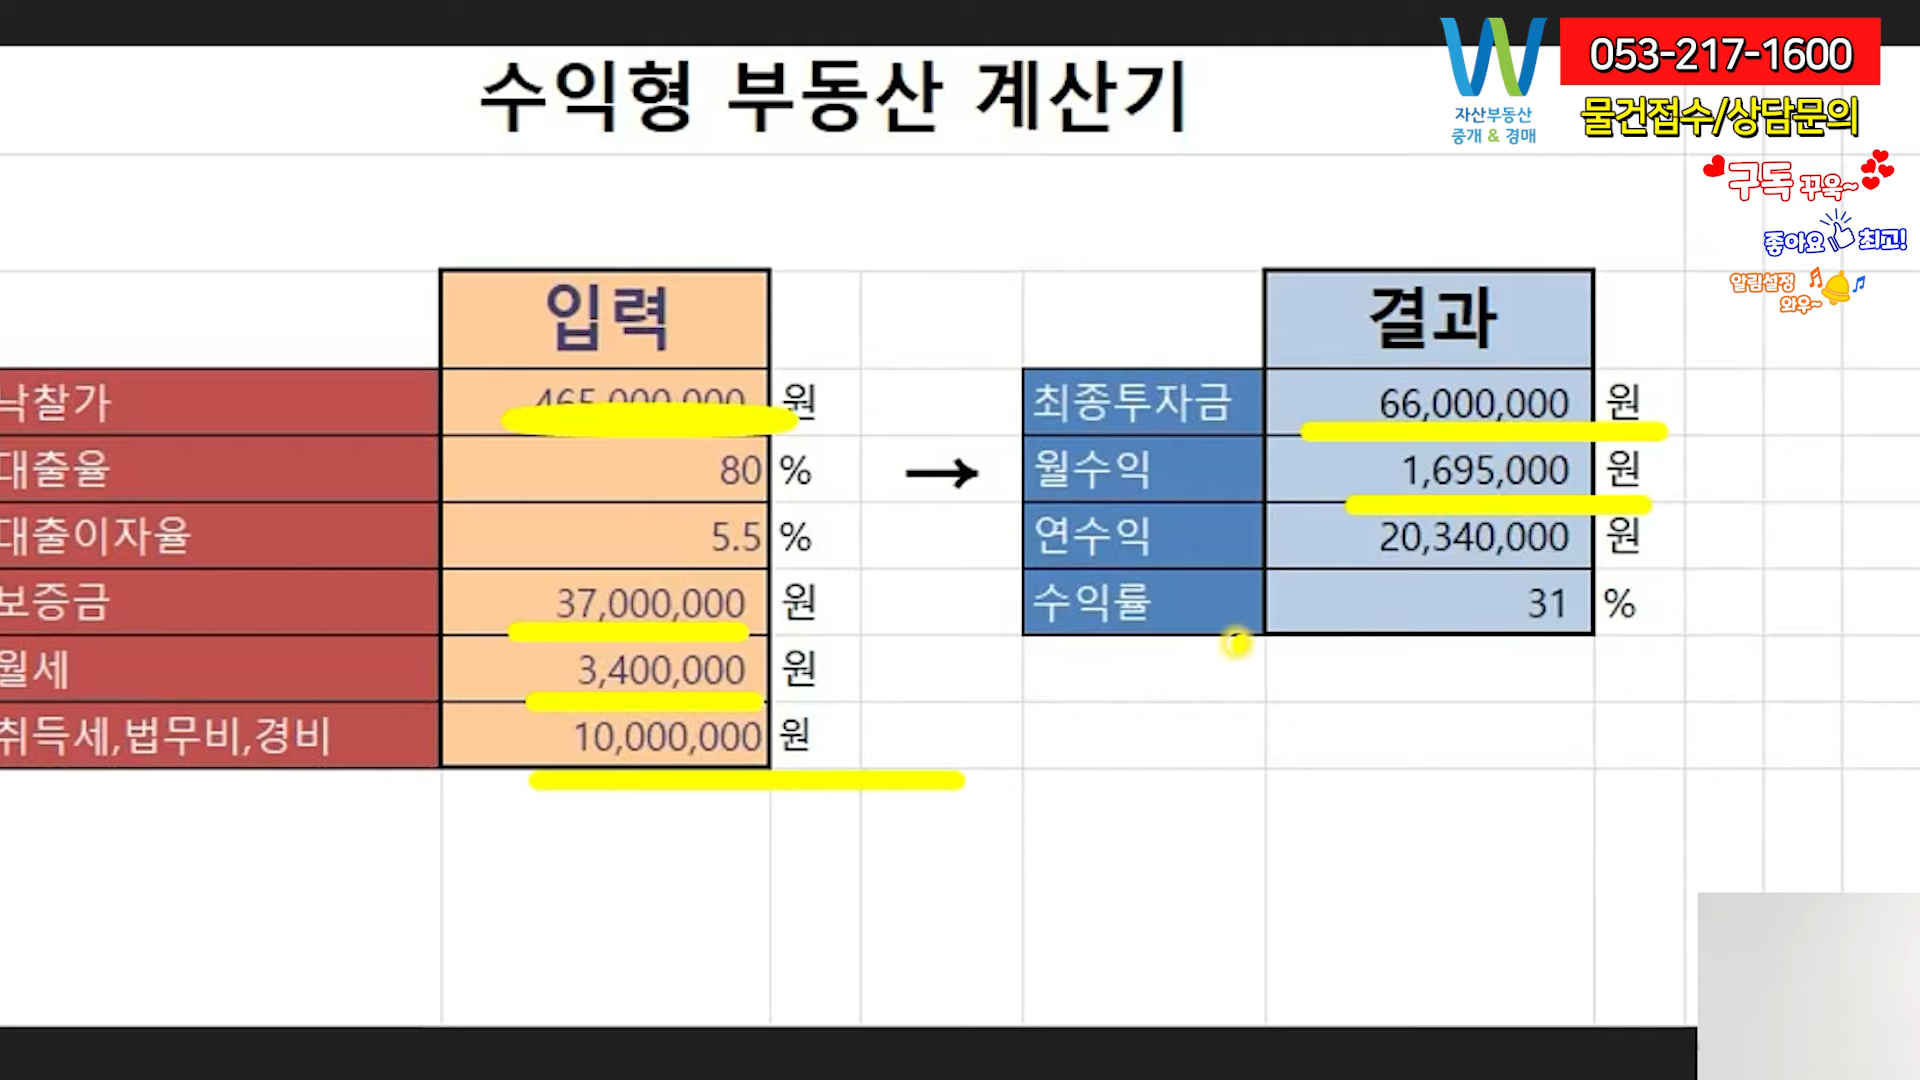 수익형 부동산 계산기
053-217-1600
물건접수/상담문의
자산부동산
중개 & 경매
구독 꾸욱~
좋아요 최고!
알림설정
와우~
입력
결과
낙찰가 465,000,000 원
최종투자금 66,000,000 원
대출율 80 %
→
월수익 1,695,000 원
대출이자율 5.5 %
연수익 20,340,000 원
보증금 37,000,000 원
수익률 31 %
월세 3,400,000 원
취득세,법무비,경비 10,000,000 원